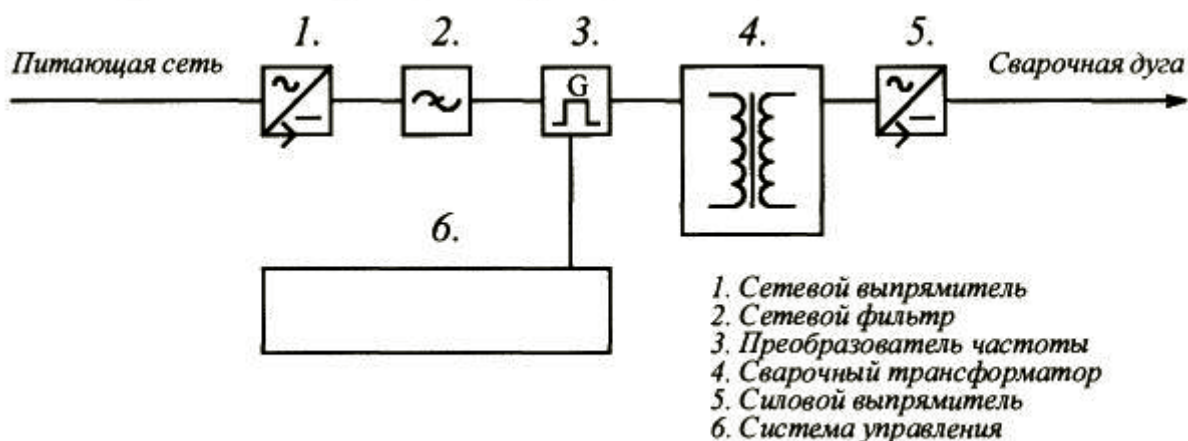 1.
2.
3.
4.
5.
Питающая сеть
G
Сварочная дуга
6.
1. Сетевой выпрямитель
2. Сетевой фильтр
3. Преобразователь частоты
4. Сварочный трансформатор
5. Силовой выпрямитель
6. Система управления